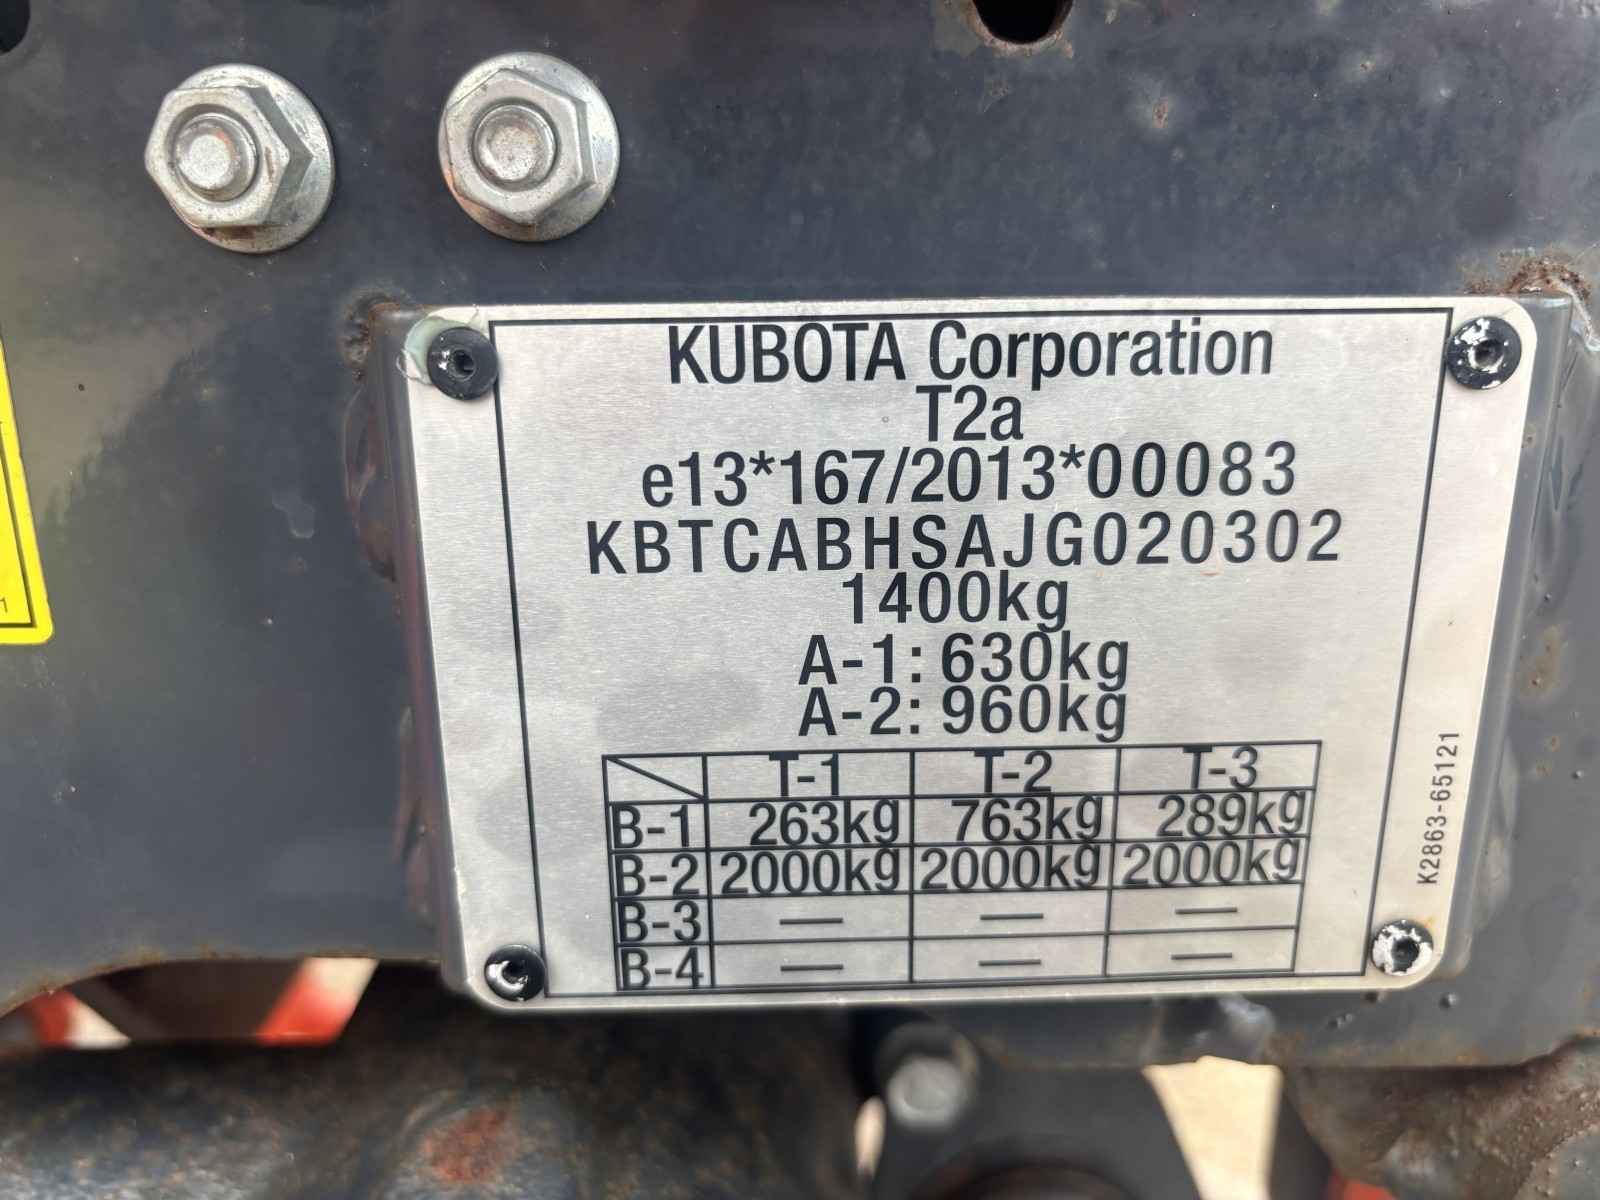 KUBOTA Corporation
T2a
e13*167/2013*00083
KBTCABHSAJG020302
1400kg
A-1: 630kg
A-2: 960kg
T-1 T-2 T-3
B-1 263kg 763kg 289kg
B-2 2000kg 2000kg 2000kg
B-3 — — —
B-4 — — —
K2863-65121